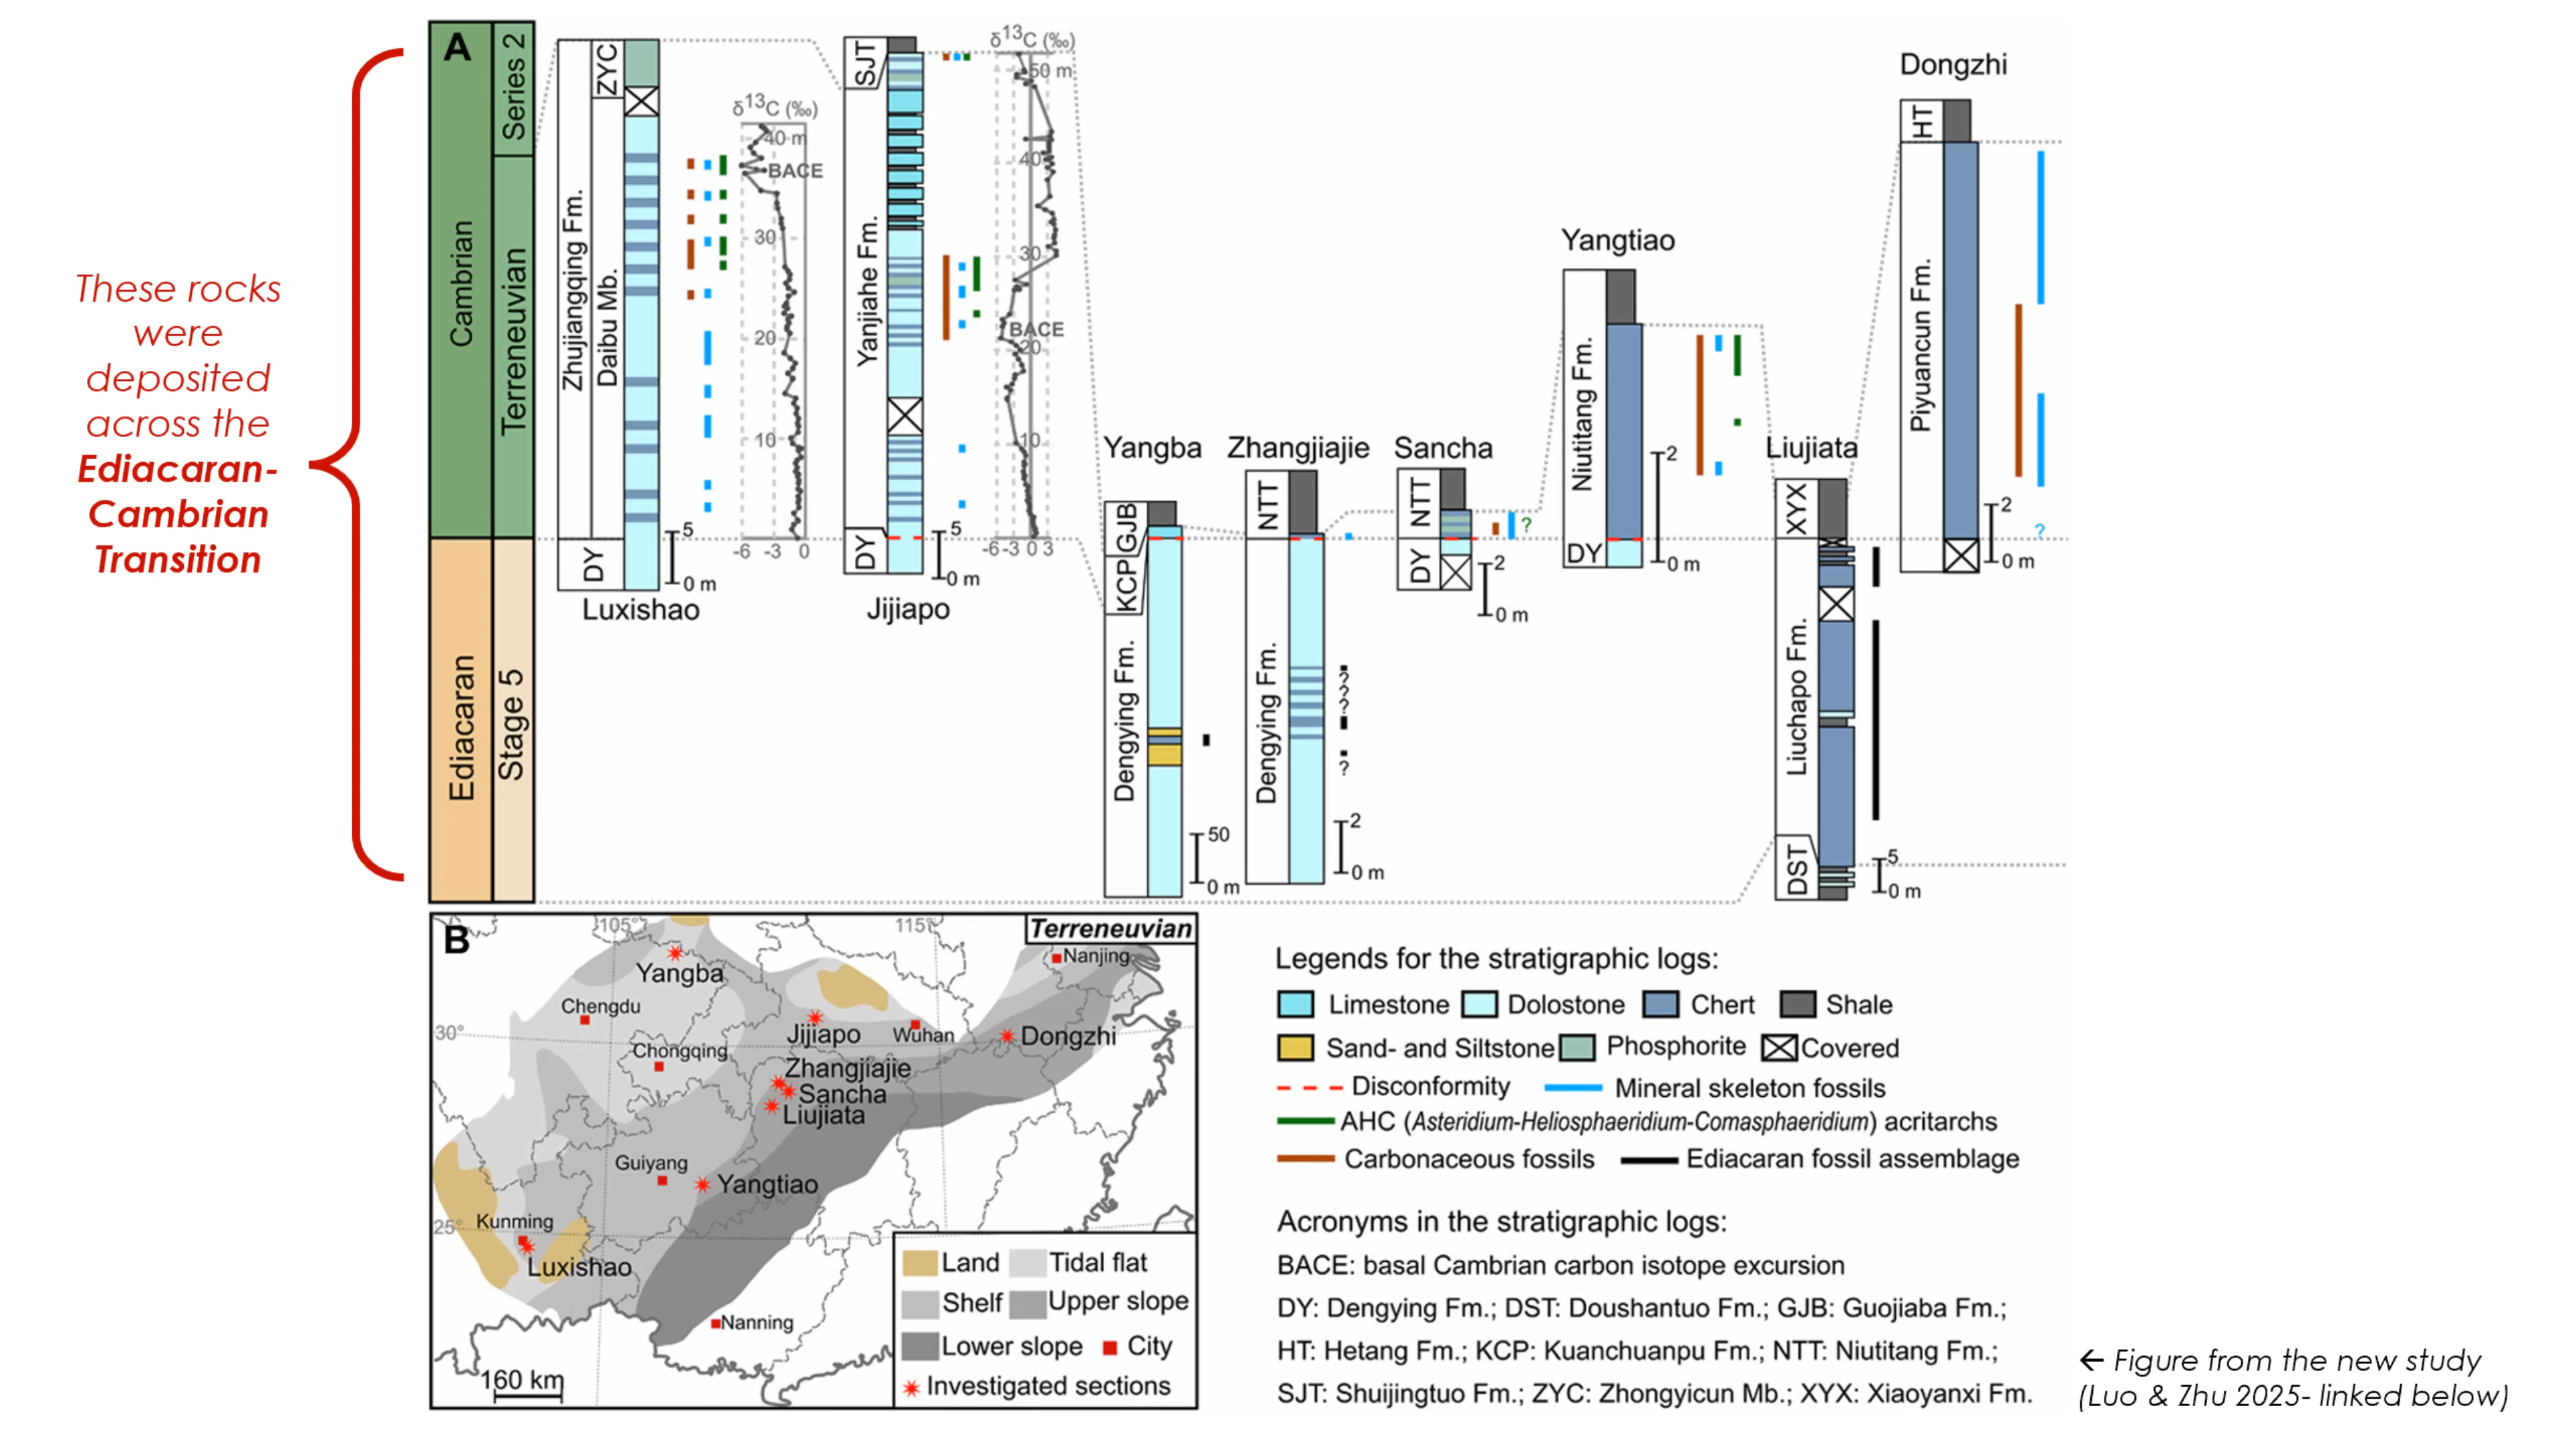 These rocks
were
deposited
across the
Ediacaran-
Cambrian
Transition
A
Cambrian
Series 2
Terreneuvian
Ediacaran
Stage 5
Zhujiangqing Fm.
ZYC
Daibu Mb.
DY
δ¹³C (‰)
40 m
BACE
30
20
10
-6 -3 0
5
0 m
Luxishao
SJT
Yanjiahe Fm.
DY
δ¹³C (‰)
50 m
40
30
BACE
20
10
-6 -3 0 3
5
0 m
Jijiapo
Yangba
GJB
KCP
Dengying Fm.
50
0 m
Zhangjiajie
NTT
Dengying Fm.
?
?
?
?
2
0 m
Sancha
NTT
DY
?
2
0 m
Yangtiao
Niutitang Fm.
DY
2
0 m
Liujiata
XYX
Liuchapo Fm.
DST
5
0 m
Dongzhi
HT
Piyuancun Fm.
?
2
0 m
B
105°
115°
Terreneuvian
Nanjing
Yangba
Chengdu
30°
Jijiapo
Wuhan
Dongzhi
Chongqing
Zhangjiajie
Sancha
Liujiata
Guiyang
Yangtiao
25°
Kunming
Luxishao
Nanning
160 km
Land
Tidal flat
Shelf
Upper slope
Lower slope
City
Investigated sections
Legends for the stratigraphic logs:
Limestone
Dolostone
Chert
Shale
Sand- and Siltstone
Phosphorite
Covered
Disconformity
Mineral skeleton fossils
AHC (Asteridium-Heliosphaeridium-Comasphaeridium) acritarchs
Carbonaceous fossils
Ediacaran fossil assemblage
Acronyms in the stratigraphic logs:
BACE: basal Cambrian carbon isotope excursion
DY: Dengying Fm.; DST: Doushantuo Fm.; GJB: Guojiaba Fm.;
HT: Hetang Fm.; KCP: Kuanchuanpu Fm.; NTT: Niutitang Fm.;
SJT: Shuijingtuo Fm.; ZYC: Zhongyicun Mb.; XYX: Xiaoyanxi Fm.
← Figure from the new study
(Luo & Zhu 2025- linked below)